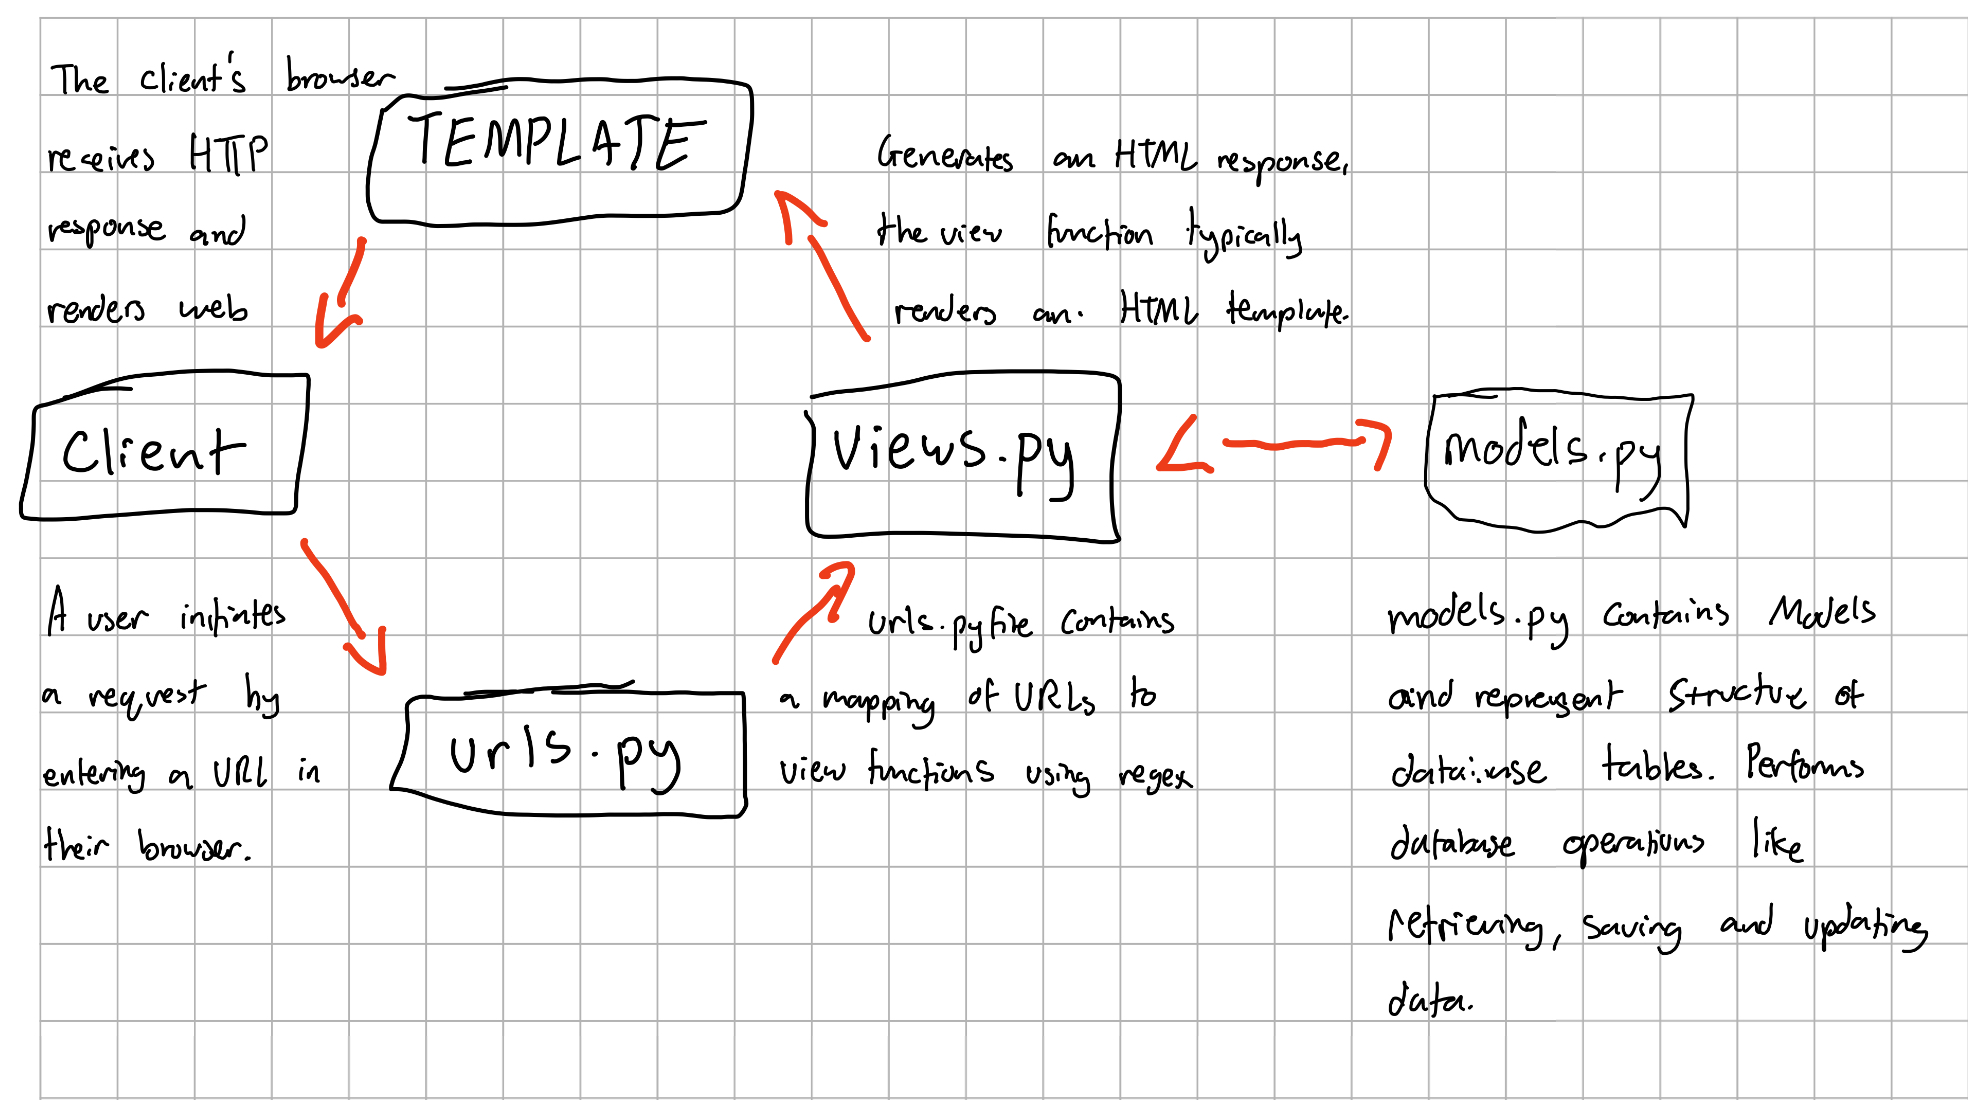 The client's browser
receives HTTP
response and
renders web
TEMPLATE
Generates an HTML response,
the view function typically
renders an. HTML template.
Client
Views.py
models.py
A user initiates
a request by
entering a URL in
their browser.
urls.py
urls.py file contains
a mapping of URLs to
view functions using regex
models.py contains Models
and represent structure of
database tables. Performs
database operations like
retrieving, saving and updating
data.